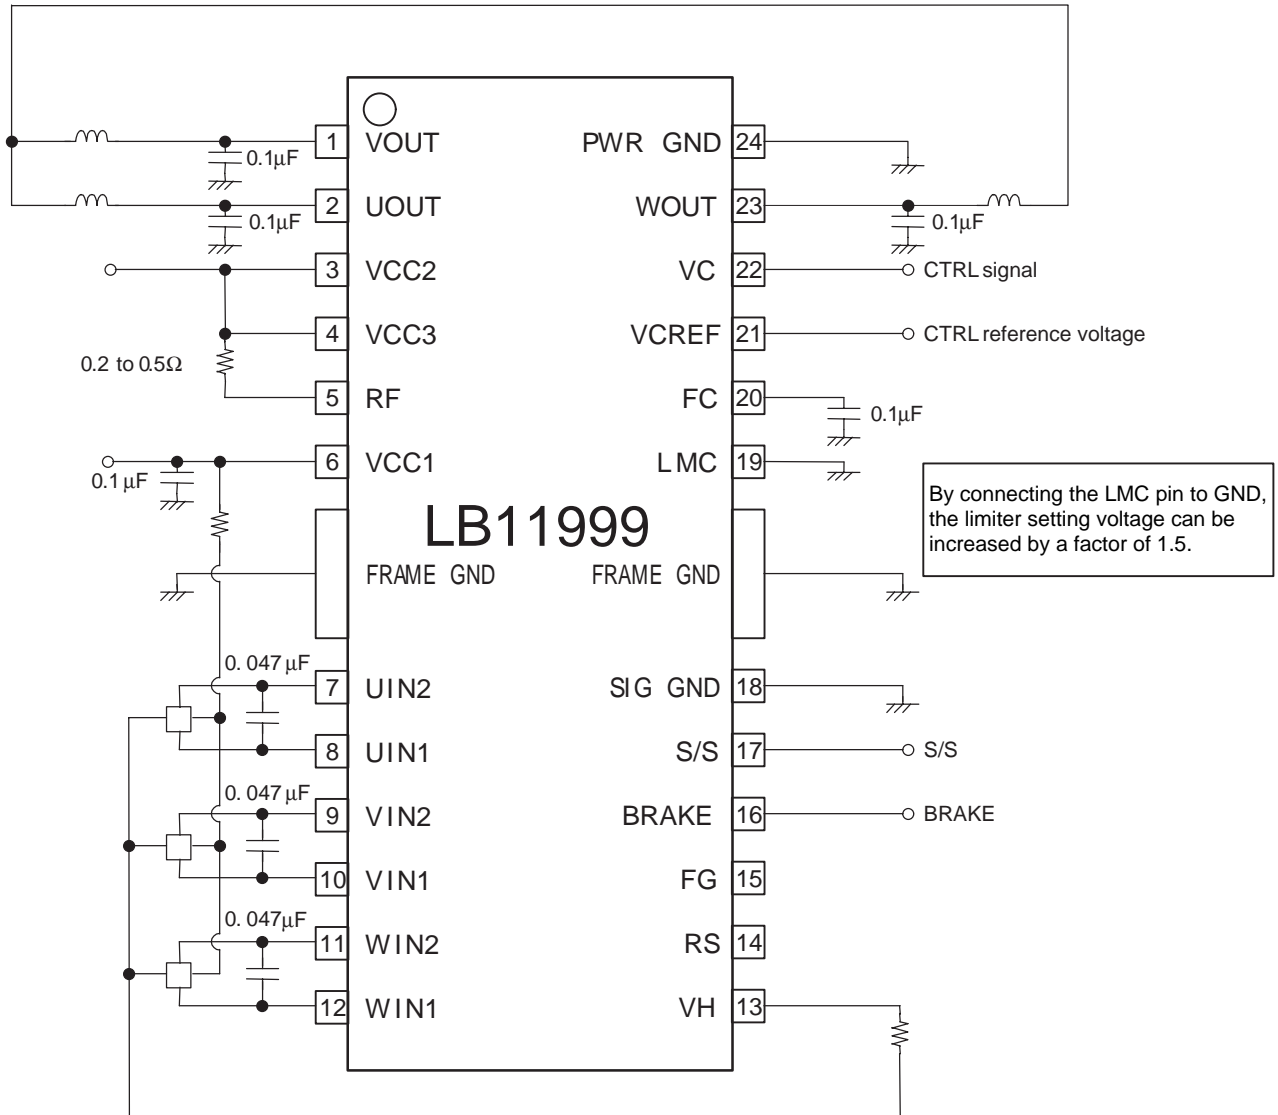 1 VOUT PWR GND 24
0.1µF
2 UOUT WOUT 23
0.1µF 0.1µF
3 VCC2 VC 22 CTRL signal
4 VCC3 VCREF 21 CTRL reference voltage
0.2 to 0.5Ω
5 RF FC 20
0.1µF
6 VCC1 LMC 19
0.1 µF
By connecting the LMC pin to GND,
the limiter setting voltage can be
increased by a factor of 1.5.
LB11999
FRAME GND FRAME GND
0. 047 µF
7 UIN2 SIG GND 18
8 UIN1 S/S 17 S/S
0. 047 µF
9 VIN2 BRAKE 16 BRAKE
10 VIN1 FG 15
0. 047µF
11 WIN2 RS 14
12 WIN1 VH 13